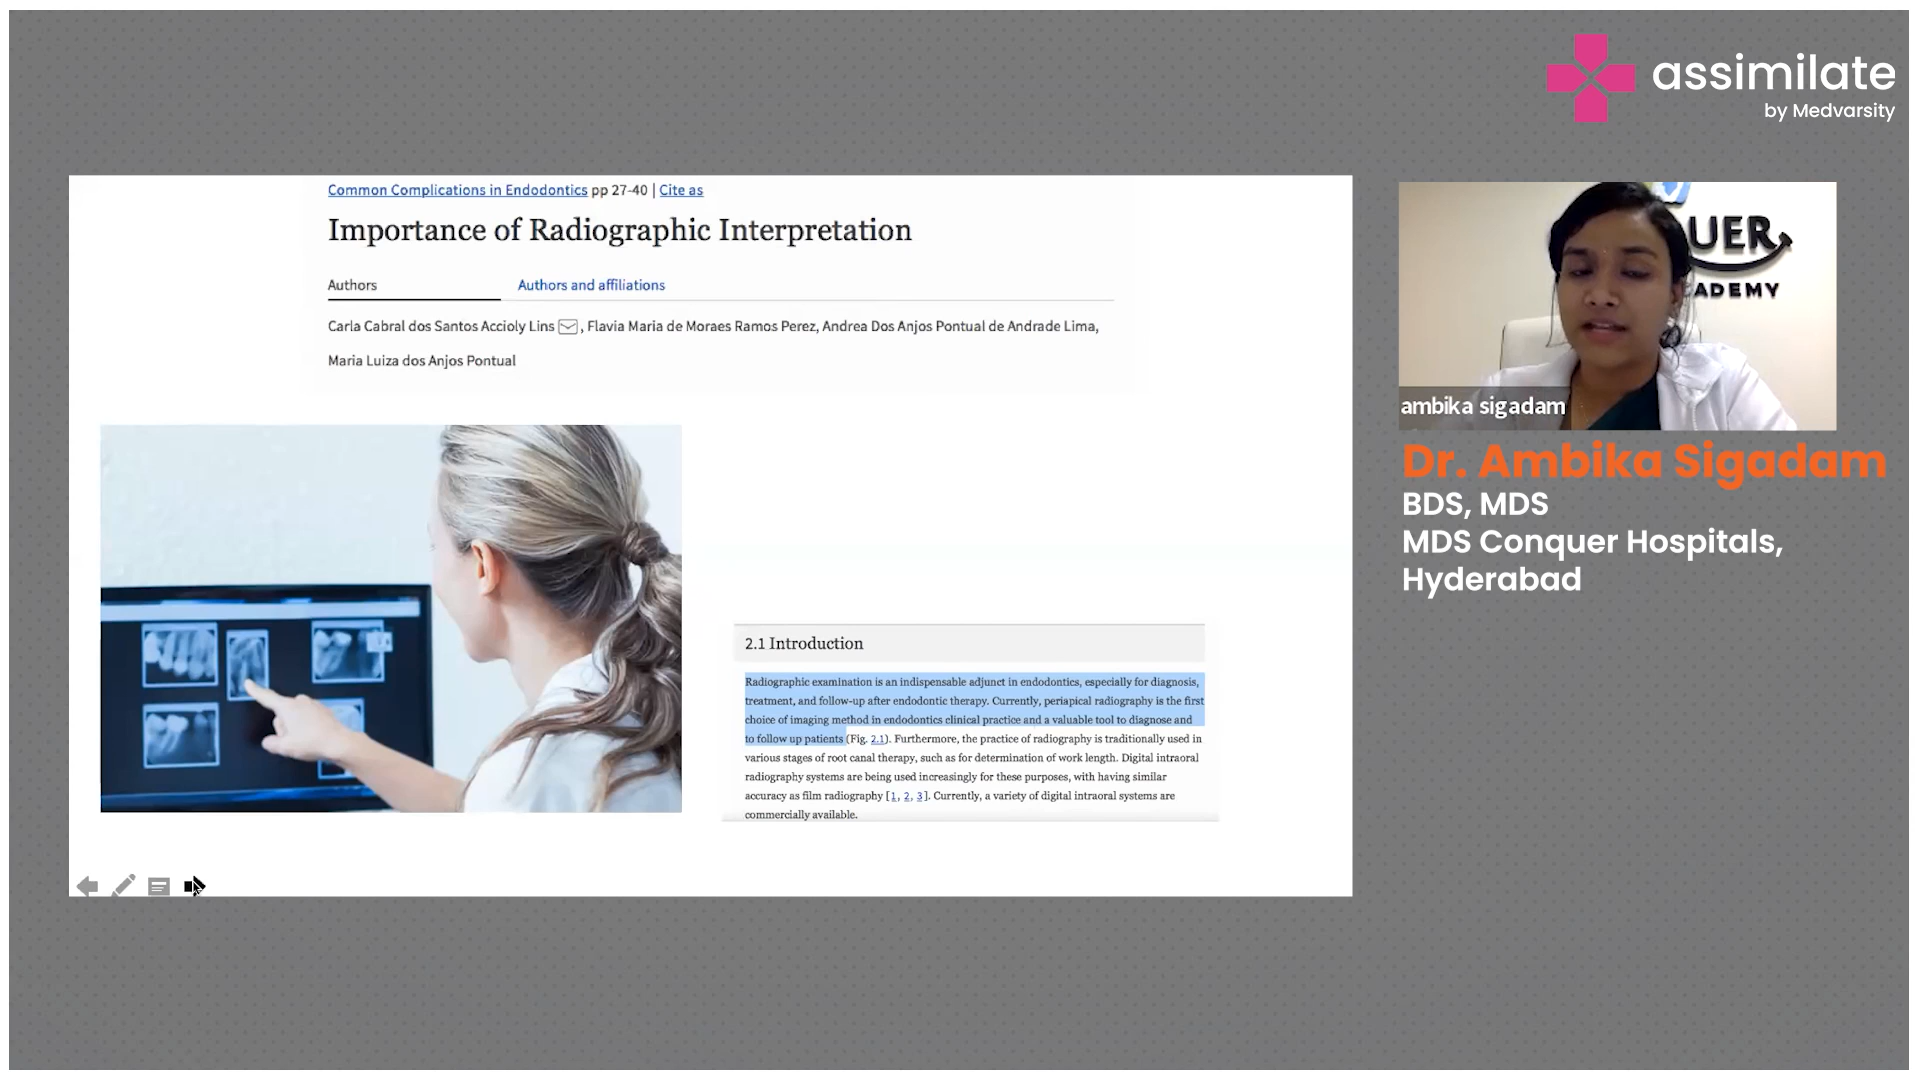 assimilate
by Medvarsity
Common Complications in Endodontics pp 27-40 | Cite as
Importance of Radiographic Interpretation
Authors
Authors and affiliations
Carla Cabral dos Santos Accioly Lins , Flavia Maria de Moraes Ramos Perez, Andrea Dos Anjos Pontual de Andrade Lima,
Maria Luiza dos Anjos Pontual
UER
ADEMY
ambika sigadam
Dr. Ambika Sigadam
BDS, MDS
MDS Conquer Hospitals,
Hyderabad
2.1 Introduction
Radiographic examination is an indispensable adjunct in endodontics, especially for diagnosis,
treatment, and follow-up after endodontic therapy. Currently, periapical radiography is the first
choice of imaging method in endodontics clinical practice and a valuable tool to diagnose and
to follow up patients (Fig. 2.1). Furthermore, the practice of radiography is traditionally used in
various stages of root canal therapy, such as for determination of work length. Digital intraoral
radiography systems are being used increasingly for these purposes, with having similar
accuracy as film radiography [1, 2, 3]. Currently, a variety of digital intraoral systems are
commercially available.